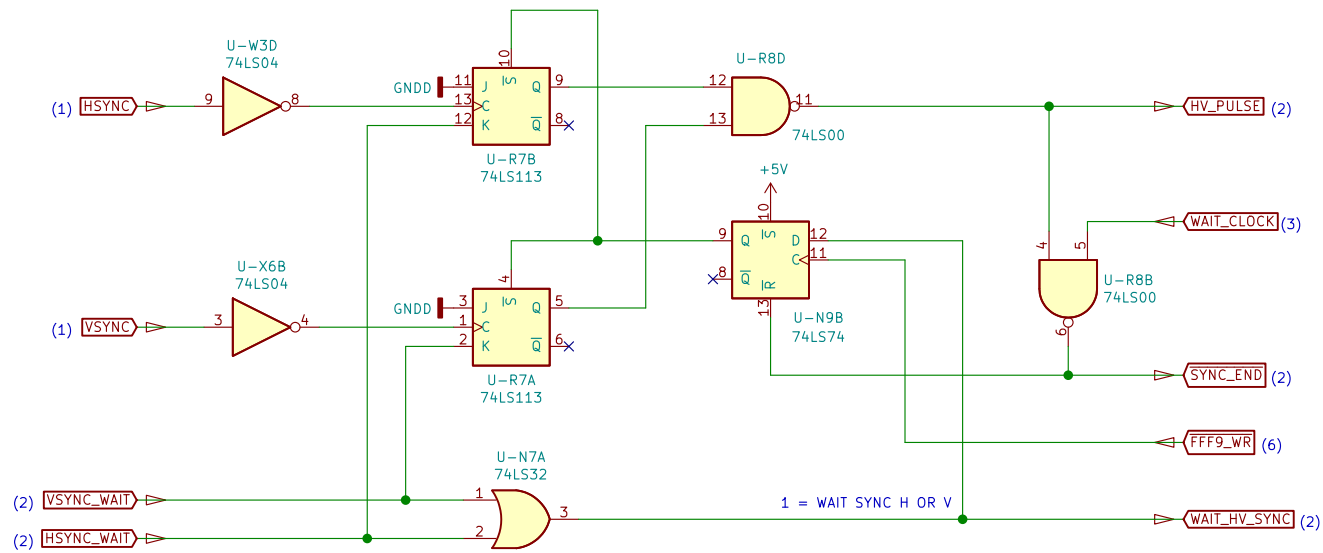 U-W3D
74LS04
(1) HSYNC 9 8
GNDD 11 J 10 S Q 9
13 C
12 K Q 8
U-R7B
74LS113
U-R8D
12
13
11
74LS00
HV_PULSE (2)
+5V
10
9 Q S D 12
C 11
8 Q R
13
U-N9B
74LS74
WAIT_CLOCK (3)
4 5
U-R8B
74LS00
6
U-X6B
74LS04
(1) VSYNC 3 4
4
GNDD 3 J S Q 5
1 C
2 K Q 6
U-R7A
74LS113
SYNC_END (2)
FFF9_WR (6)
U-N7A
74LS32
(2) VSYNC_WAIT 1
(2) HSYNC_WAIT 2
3
1 = WAIT SYNC H OR V
WAIT_HV_SYNC (2)